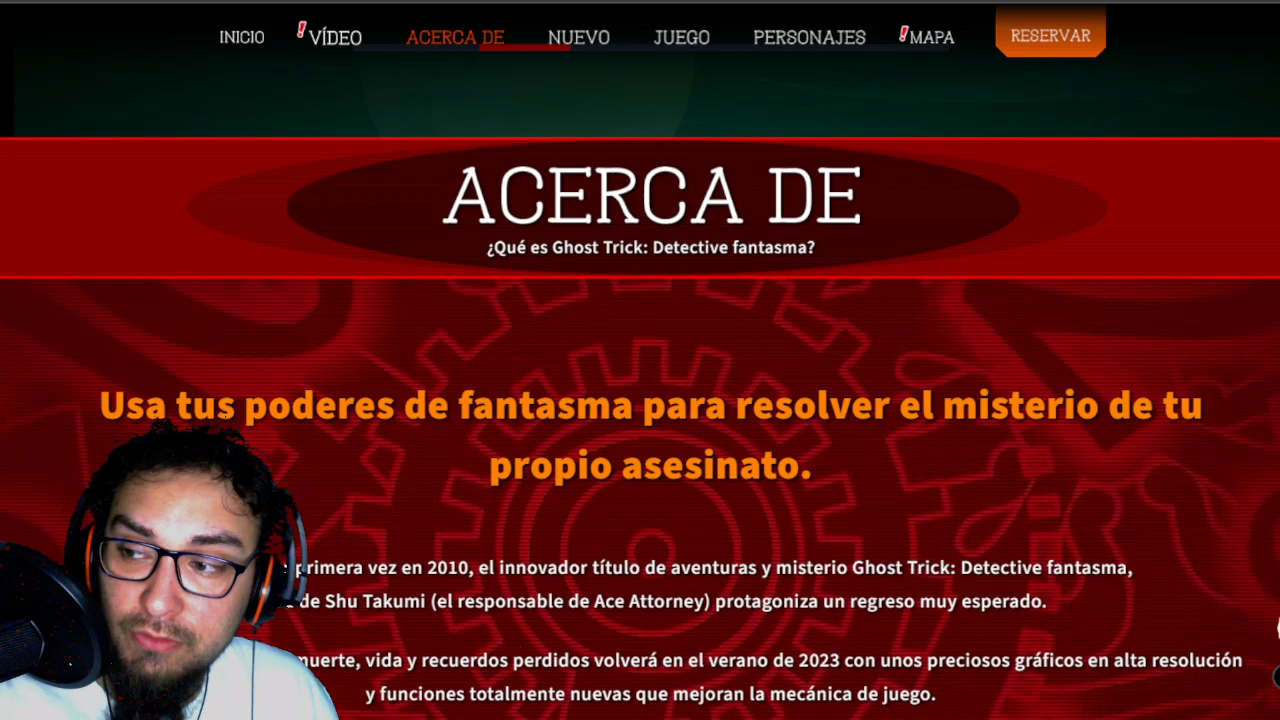 INICIO
VÍDEO
ACERCA DE
NUEVO
JUEGO
PERSONAJES
MAPA
RESERVAR
ACERCA DE
¿Qué es Ghost Trick: Detective fantasma?
Usa tus poderes de fantasma para resolver el misterio de tu
propio asesinato.
primera vez en 2010, el innovador título de aventuras y misterio Ghost Trick: Detective fantasma,
de Shu Takumi (el responsable de Ace Attorney) protagoniza un regreso muy esperado.
muerte, vida y recuerdos perdidos volverá en el verano de 2023 con unos preciosos gráficos en alta resolución
y funciones totalmente nuevas que mejoran la mecánica de juego.